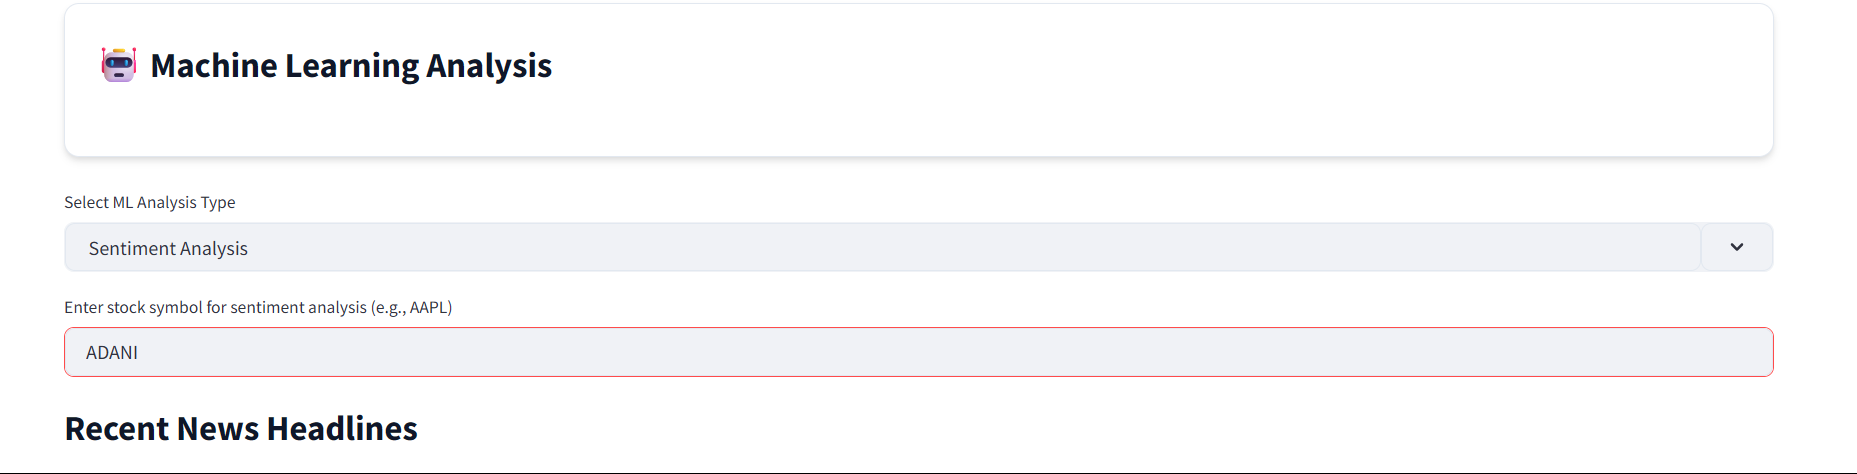 Machine Learning Analysis
Select ML Analysis Type
Sentiment Analysis
Enter stock symbol for sentiment analysis (e.g., AAPL)
ADANI
Recent News Headlines